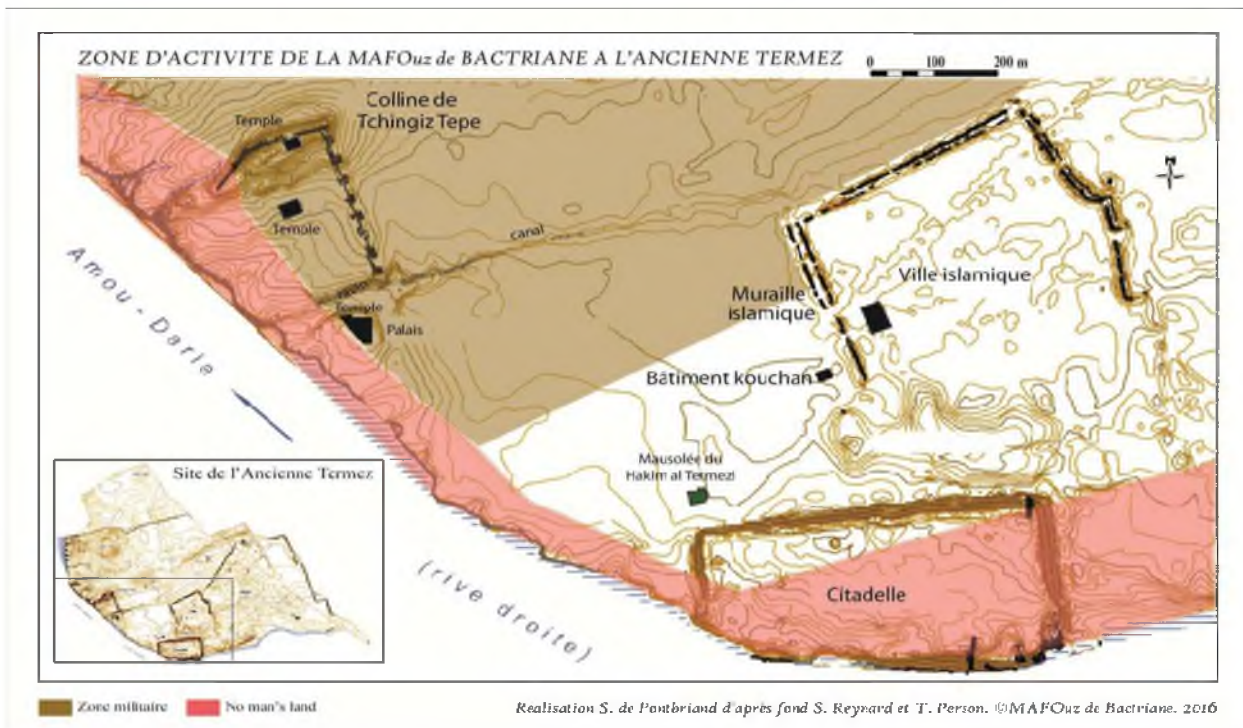 ZONE D'ACTIVITE DE LA MAFOuz de BACTRIANE A L'ANCIENNE TERMEZ
0 100 200 m
Colline de
Tchingiz Tepe
Temple
Temple
canal
Temple
Palais
Amou - Darie
(rive droite)
N
Ville islamique
Muraille
islamique
Bâtiment kouchan
Mausolée du
Hakim al Termezi
Citadelle
Site de l'Ancienne Termez
Zone militaire
No man's land
Realisation S. de Pontbriand d'après fond S. Reynard et T. Person. ©MAFOuz de Bactriane. 2016